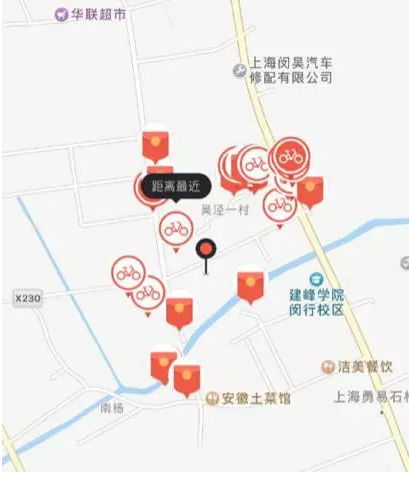 华联超市
上海闵吴汽车
修配有限公司
距离最近
吴泾一村
X230
建峰学院
闵行校区
洁美餐饮
安徽土菜馆
上海勇易石材
南杨